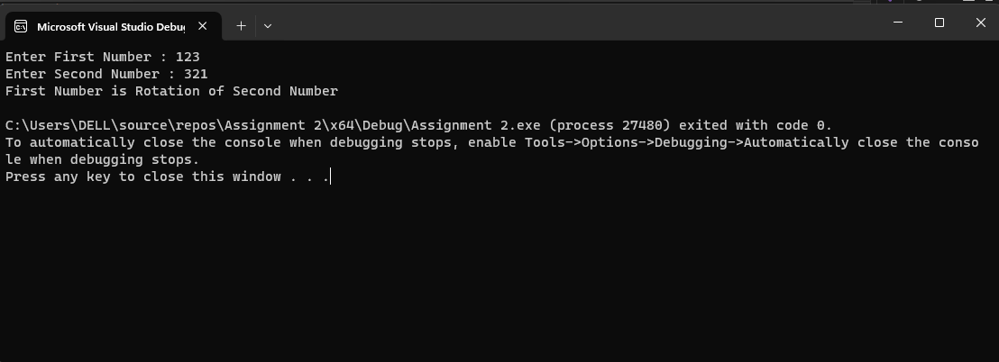 Microsoft Visual Studio Debu
Enter First Number : 123
Enter Second Number : 321
First Number is Rotation of Second Number
C:\Users\DELL\source\repos\Assignment 2\x64\Debug\Assignment 2.exe (process 27480) exited with code 0.
To automatically close the console when debugging stops, enable Tools->Options->Debugging->Automatically close the conso
le when debugging stops.
Press any key to close this window . . .